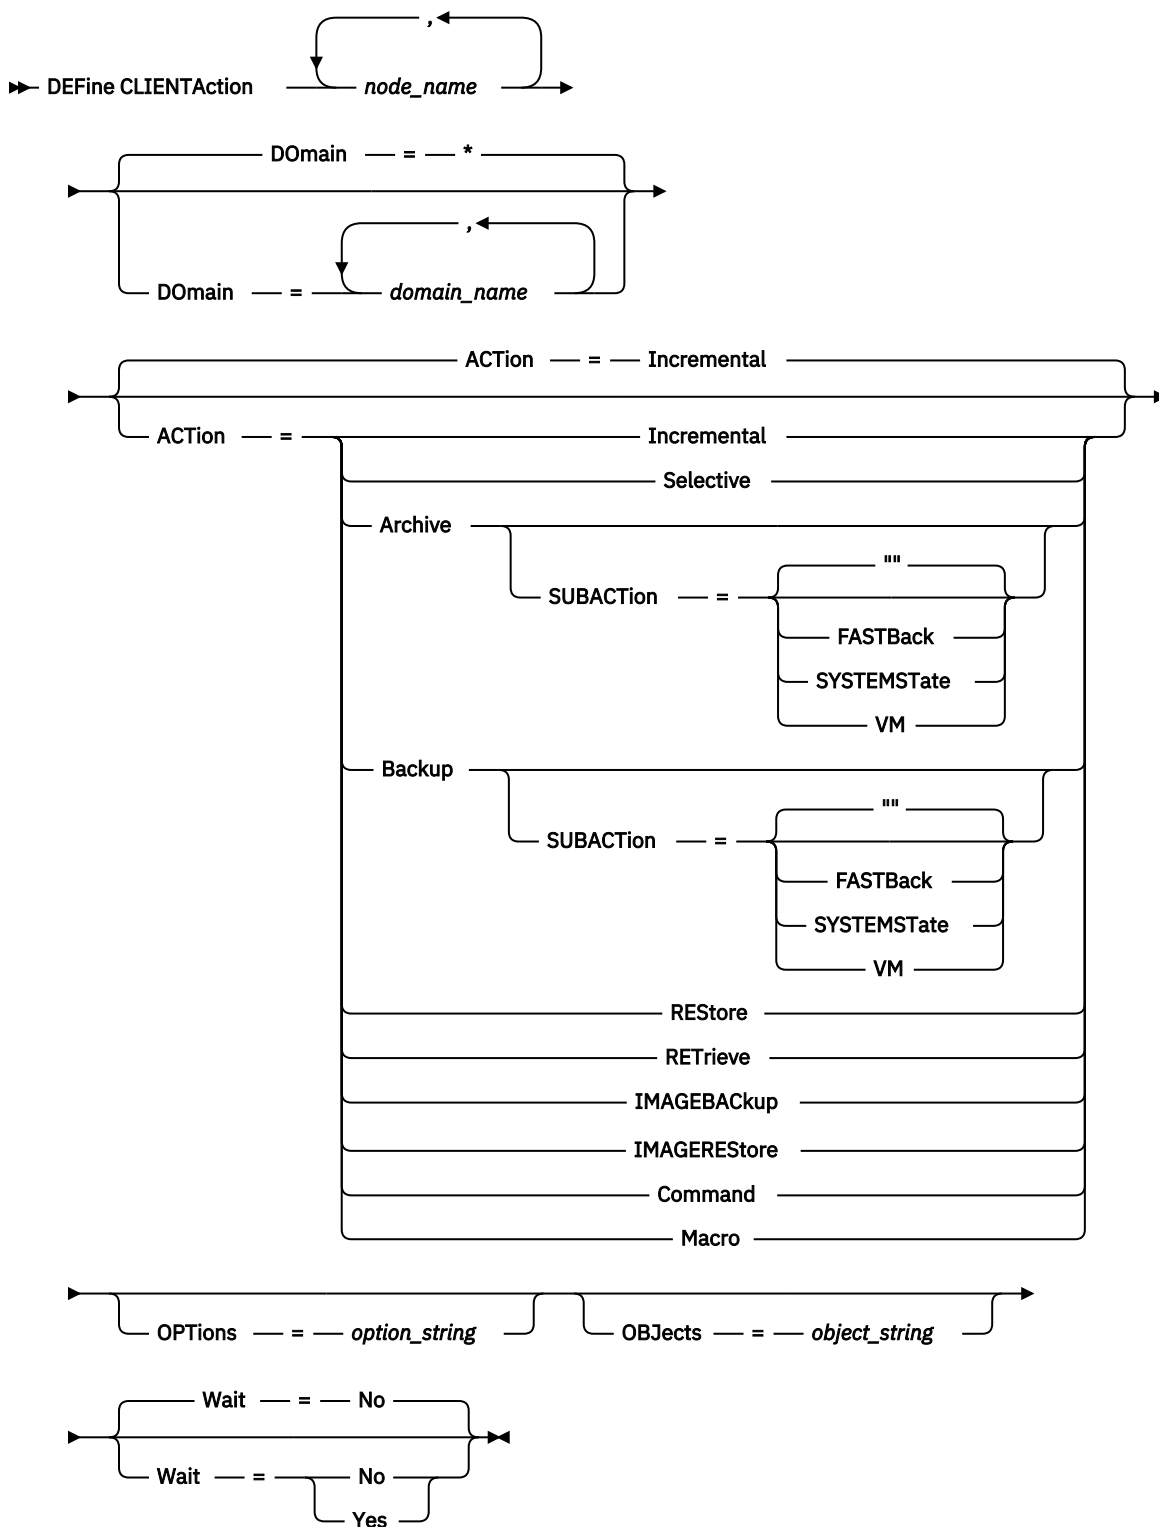 ,
DEFine CLIENTAction node_name
DOmain = *
,
DOmain = domain_name
ACTion = Incremental
ACTion = Incremental
Selective
Archive
""
SUBACTion =
FASTBack
SYSTEMSTate
VM
Backup
""
SUBACTion =
FASTBack
SYSTEMSTate
VM
REStore
RETrieve
IMAGEBACkup
IMAGEREStore
Command
Macro
OPTions = option_string OBJects = object_string
Wait = No
Wait = No
Yes